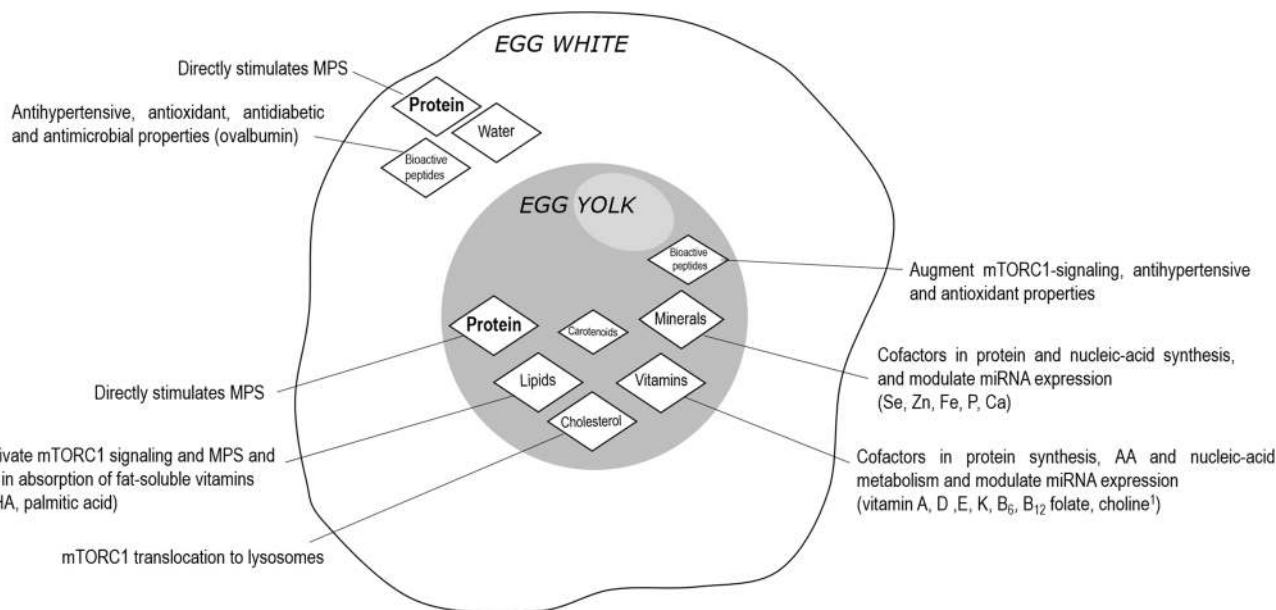 EGG WHITE
Directly stimulates MPS
Protein
Antihypertensive, antioxidant, antidiabetic
and antimicrobial properties (ovalbumin)
Water
Bioactive
peptides
EGG YOLK
Bioactive
peptides
Augment mTORC1-signaling, antihypertensive
and antioxidant properties
Protein
Carotenoids
Minerals
Cofactors in protein and nucleic-acid synthesis,
and modulate miRNA expression
(Se, Zn, Fe, P, Ca)
Directly stimulates MPS
Lipids
Vitamins
Cholesterol
mTORC1 signaling and MPS and
in absorption of fat-soluble vitamins
palmitic acid)
Cofactors in protein synthesis, AA and nucleic-acid
metabolism and modulate miRNA expression
(vitamin A, D ,E, K, B₆, B₁₂ folate, choline¹)
mTORC1 translocation to lysosomes